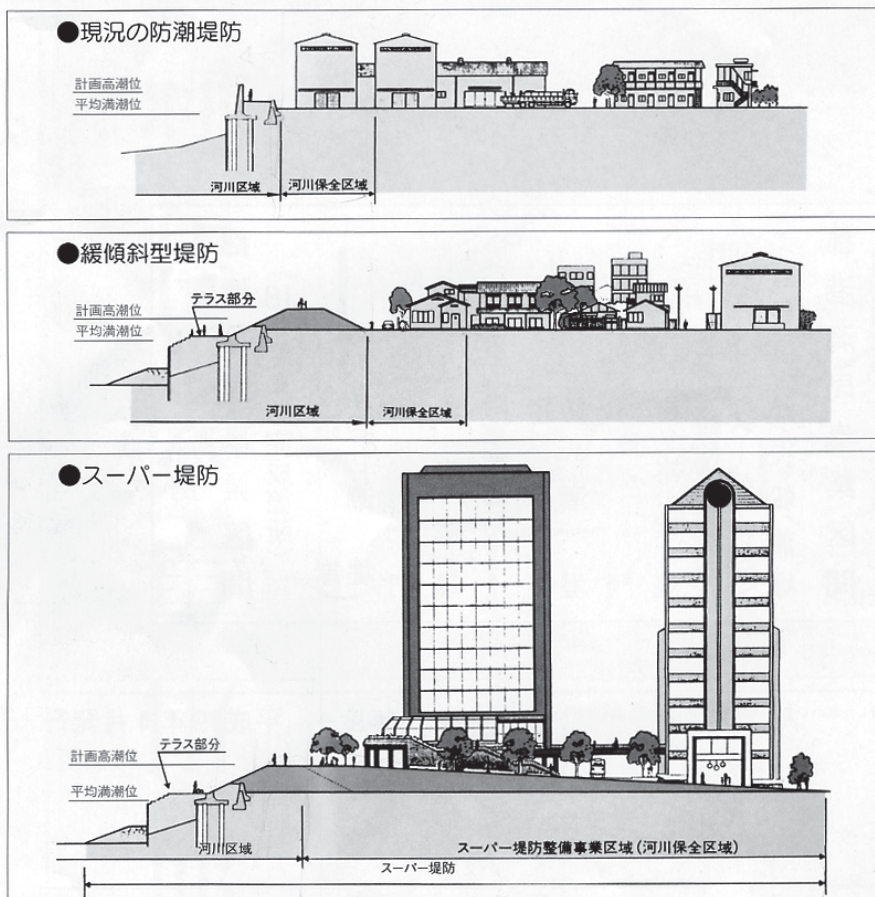 ●現況の防潮堤防
計画高潮位
平均満潮位
河川区域
河川保全区域
●緩傾斜型堤防
テラス部分
計画高潮位
平均満潮位
河川区域
河川保全区域
●スーパー堤防
計画高潮位
テラス部分
平均満潮位
河川区域
スーパー堤防整備事業区域(河川保全区域)
スーパー堤防